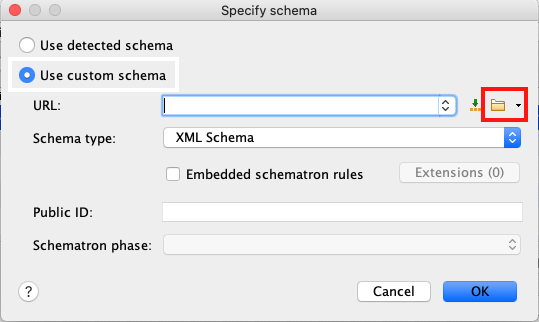 Specify schema
Use detected schema
Use custom schema
URL:
Schema type: XML Schema
Embedded schematron rules Extensions (0)
Public ID:
Schematron phase:
? Cancel OK